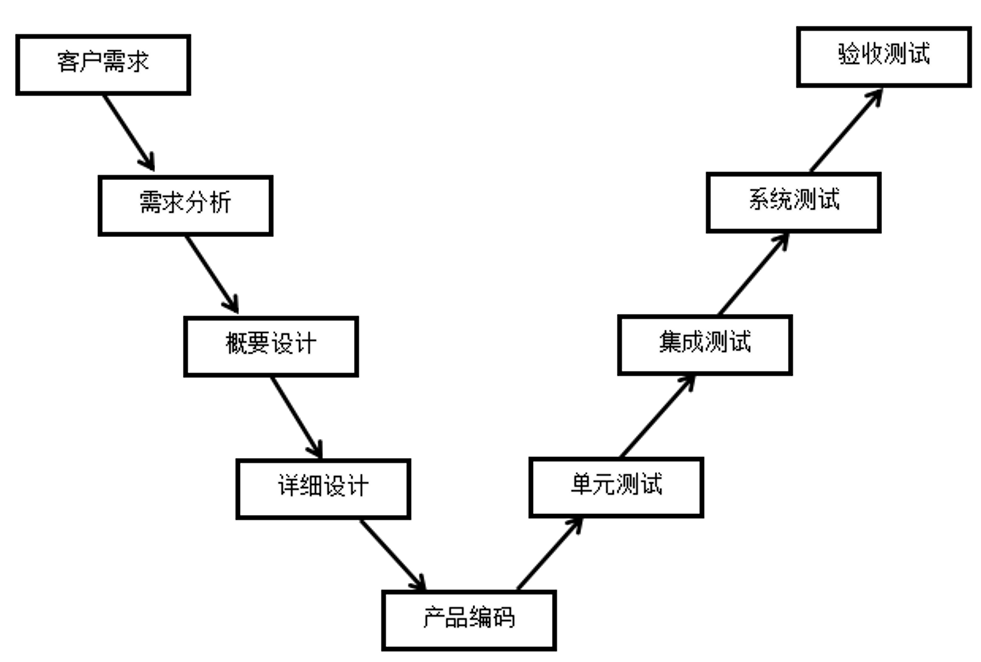 客户需求
验收测试
需求分析
系统测试
概要设计
集成测试
详细设计
单元测试
产品编码